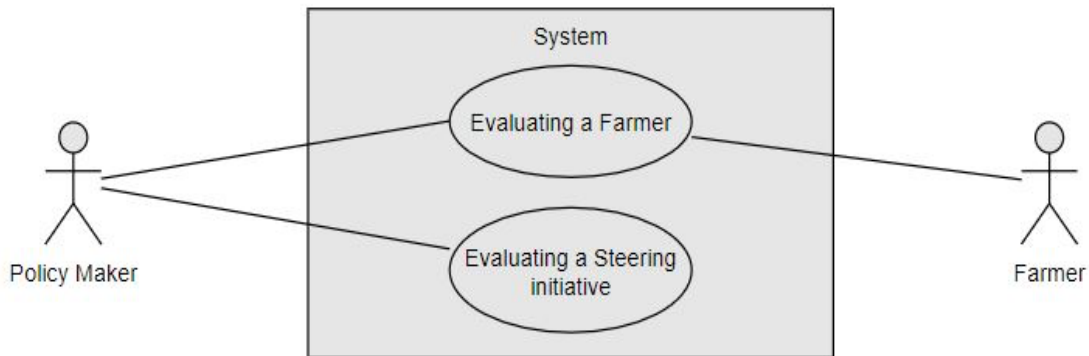 System
Evaluating a Farmer
Evaluating a Steering
initiative
Policy Maker
Farmer